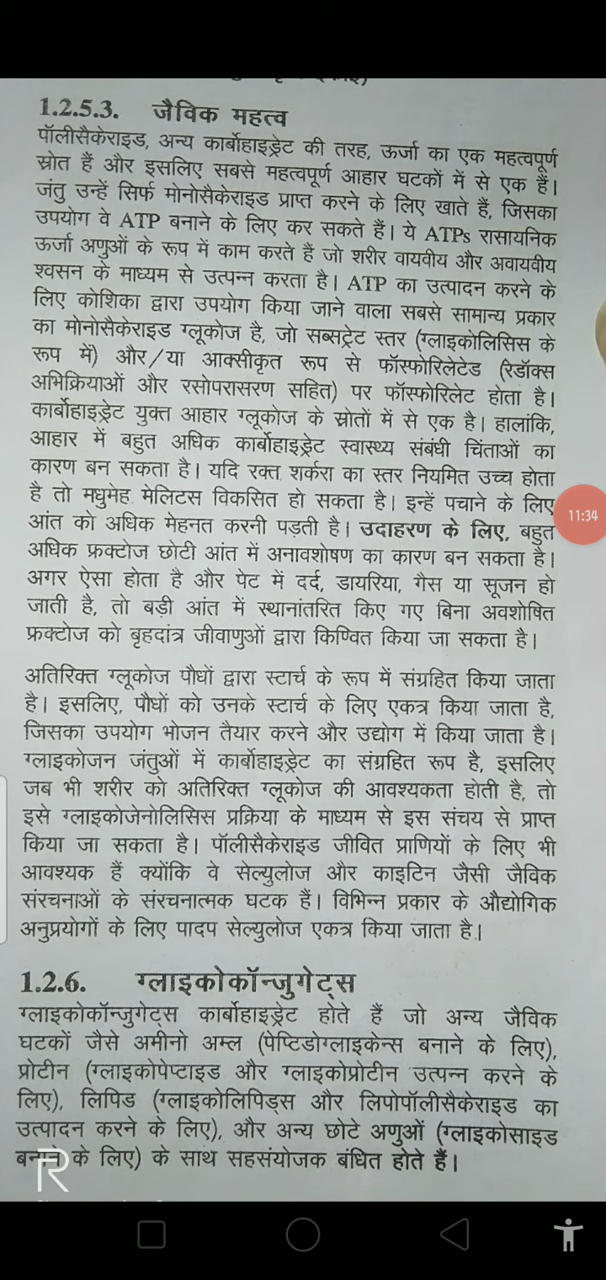 1.2.5.3. जैविक महत्व
पॉलीसैकेराइड, अन्य कार्बोहाइड्रेट की तरह, ऊर्जा का एक महत्वपूर्ण
स्रोत हैं और इसलिए सबसे महत्वपूर्ण आहार घटकों में से एक हैं।
जंतु उन्हें सिर्फ मोनोसैकेराइड प्राप्त करने के लिए खाते हैं, जिसका
उपयोग वे ATP बनाने के लिए कर सकते हैं। ये ATPs रासायनिक
ऊर्जा अणुओं के रूप में काम करते हैं जो शरीर वायवीय और अवायवीय
श्वसन के माध्यम से उत्पन्न करता है। ATP का उत्पादन करने के
लिए कोशिका द्वारा उपयोग किया जाने वाला सबसे सामान्य प्रकार
का मोनोसैकेराइड ग्लूकोज है, जो सब्सट्रेट स्तर (ग्लाइकोलिसिस के
रूप में) और/या आक्सीकृत रूप से फॉस्फोरिलेटेड (रेडॉक्स
अभिक्रियाओं और रसोपरासरण सहित) पर फॉस्फोरिलेट होता है।
कार्बोहाइड्रेट युक्त आहार ग्लूकोज के स्रोतों में से एक है। हालांकि,
आहार में बहुत अधिक कार्बोहाइड्रेट स्वास्थ्य संबंधी चिंताओं का
कारण बन सकता है। यदि रक्त शर्करा का स्तर नियमित उच्च होता
है तो मधुमेह मेलिटस विकसित हो सकता है। इन्हें पचाने के लिए
आंत को अधिक मेहनत करनी पड़ती है। उदाहरण के लिए, बहुत
11:34
अधिक फ्रक्टोज छोटी आंत में अनावशोषण का कारण बन सकता है।
अगर ऐसा होता है और पेट में दर्द, डायरिया, गैस या सूजन हो
जाती है, तो बड़ी आंत में स्थानांतरित किए गए बिना अवशोषित
फ्रक्टोज को बृहदांत्र जीवाणुओं द्वारा किण्वित किया जा सकता है।
अतिरिक्त ग्लूकोज पौधों द्वारा स्टार्च के रूप में संग्रहित किया जाता
है। इसलिए, पौधों को उनके स्टार्च के लिए एकत्र किया जाता है,
जिसका उपयोग भोजन तैयार करने और उद्योग में किया जाता है।
ग्लाइकोजन जंतुओं में कार्बोहाइड्रेट का संग्रहित रूप है, इसलिए
जब भी शरीर को अतिरिक्त ग्लूकोज की आवश्यकता होती है, तो
इसे ग्लाइकोजेनोलिसिस प्रक्रिया के माध्यम से इस संचय से प्राप्त
किया जा सकता है। पॉलीसैकेराइड जीवित प्राणियों के लिए भी
आवश्यक हैं क्योंकि वे सेल्युलोज और काइटिन जैसी जैविक
संरचनाओं के संरचनात्मक घटक हैं। विभिन्न प्रकार के औद्योगिक
अनुप्रयोगों के लिए पादप सेल्युलोज एकत्र किया जाता है।
1.2.6. ग्लाइकोकॉन्जुगेट्स
ग्लाइकोकॉन्जुगेट्स कार्बोहाइड्रेट होते हैं जो अन्य जैविक
घटकों जैसे अमीनो अम्ल (पेप्टिडोग्लाइकेन्स बनाने के लिए),
प्रोटीन (ग्लाइकोपेप्टाइड और ग्लाइकोप्रोटीन उत्पन्न करने के
लिए), लिपिड (ग्लाइकोलिपिड्स और लिपोपॉलीसैकेराइड का
उत्पादन करने के लिए), और अन्य छोटे अणुओं (ग्लाइकोसाइड
बनाने के लिए) के साथ सहसंयोजक बंधित होते हैं।
R